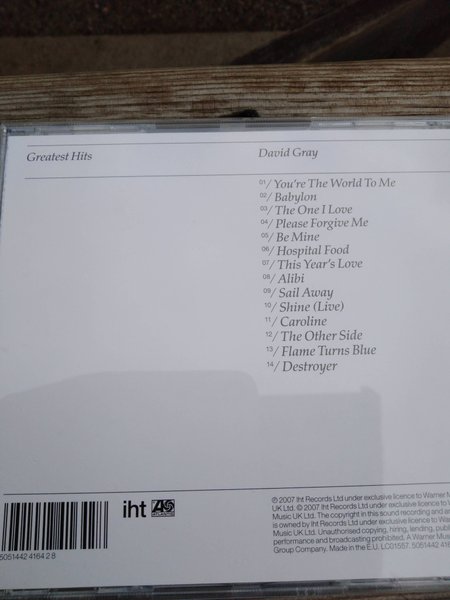 Greatest Hits
David Gray
01/ You're The World To Me
02/ Babylon
03/ The One I Love
04/ Please Forgive Me
05/ Be Mine
06/ Hospital Food
07/ This Year's Love
08/ Alibi
09/ Sail Away
10/ Shine (Live)
11/ Caroline
12/ The Other Side
13/ Flame Turns Blue
14/ Destroyer
5051442 4164 2 8
iht
℗ 2007 Iht Records Ltd under exclusive licence to Warner
UK Ltd. © 2007 Iht Records Ltd under exclusive licence to
Music UK Ltd. The copyright in this sound recording and
is owned by Iht Records Ltd under exclusive licence to
Music UK Ltd. Unauthorised copying, hiring, lending,
performance and broadcasting prohibited. A Warner
Group Company. Made in the E.U. LC01557. 5051442